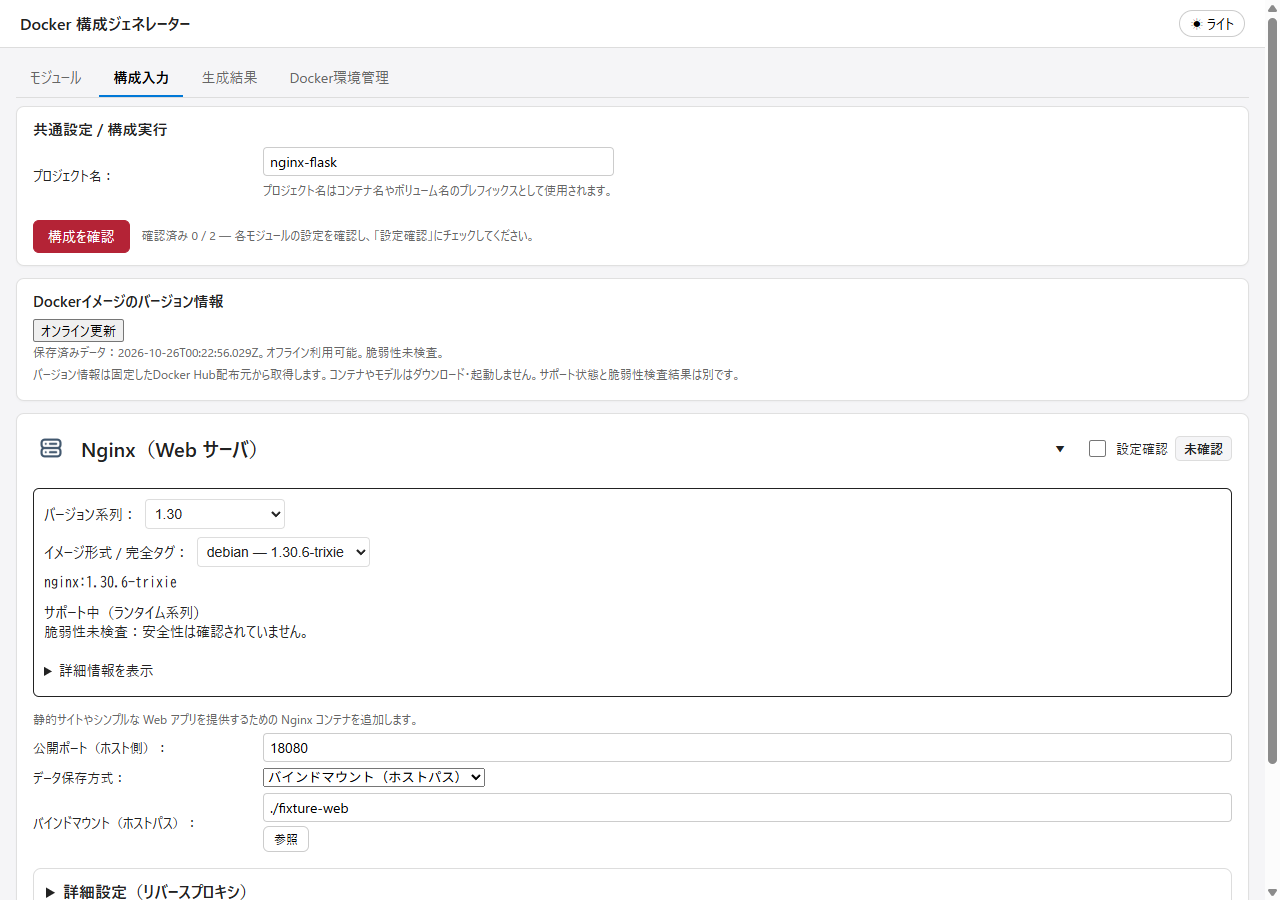 Docker 構成ジェネレーター
ライト
モジュール 構成入力 生成結果 Docker環境管理
共通設定 / 構成実行
プロジェクト名：
nginx-flask
プロジェクト名はコンテナ名やボリューム名のプレフィックスとして使用されます。
構成を確認 確認済み 0 / 2 — 各モジュールの設定を確認し、「設定確認」にチェックしてください。
Dockerイメージのバージョン情報
オンライン更新
保存済みデータ：2026-10-26T00:22:56.029Z。オフライン利用可能。脆弱性未検査。
バージョン情報は固定したDocker Hub配布元から取得します。コンテナやモデルはダウンロード・起動しません。サポート状態と脆弱性検査結果は別です。
Nginx（Web サーバ） ▼ 設定確認 未確認
バージョン系列： 1.30
イメージ形式 / 完全タグ： debian — 1.30.6-trixie
nginx:1.30.6-trixie
サポート中（ランタイム系列）
脆弱性未検査：安全性は確認されていません。
▶ 詳細情報を表示
静的サイトやシンプルな Web アプリを提供するための Nginx コンテナを追加します。
公開ポート（ホスト側）： 18080
データ保存方式： バインドマウント（ホストパス）
バインドマウント（ホストパス）： ./fixture-web
参照
▶ 詳細設定（リバースプロキシ）